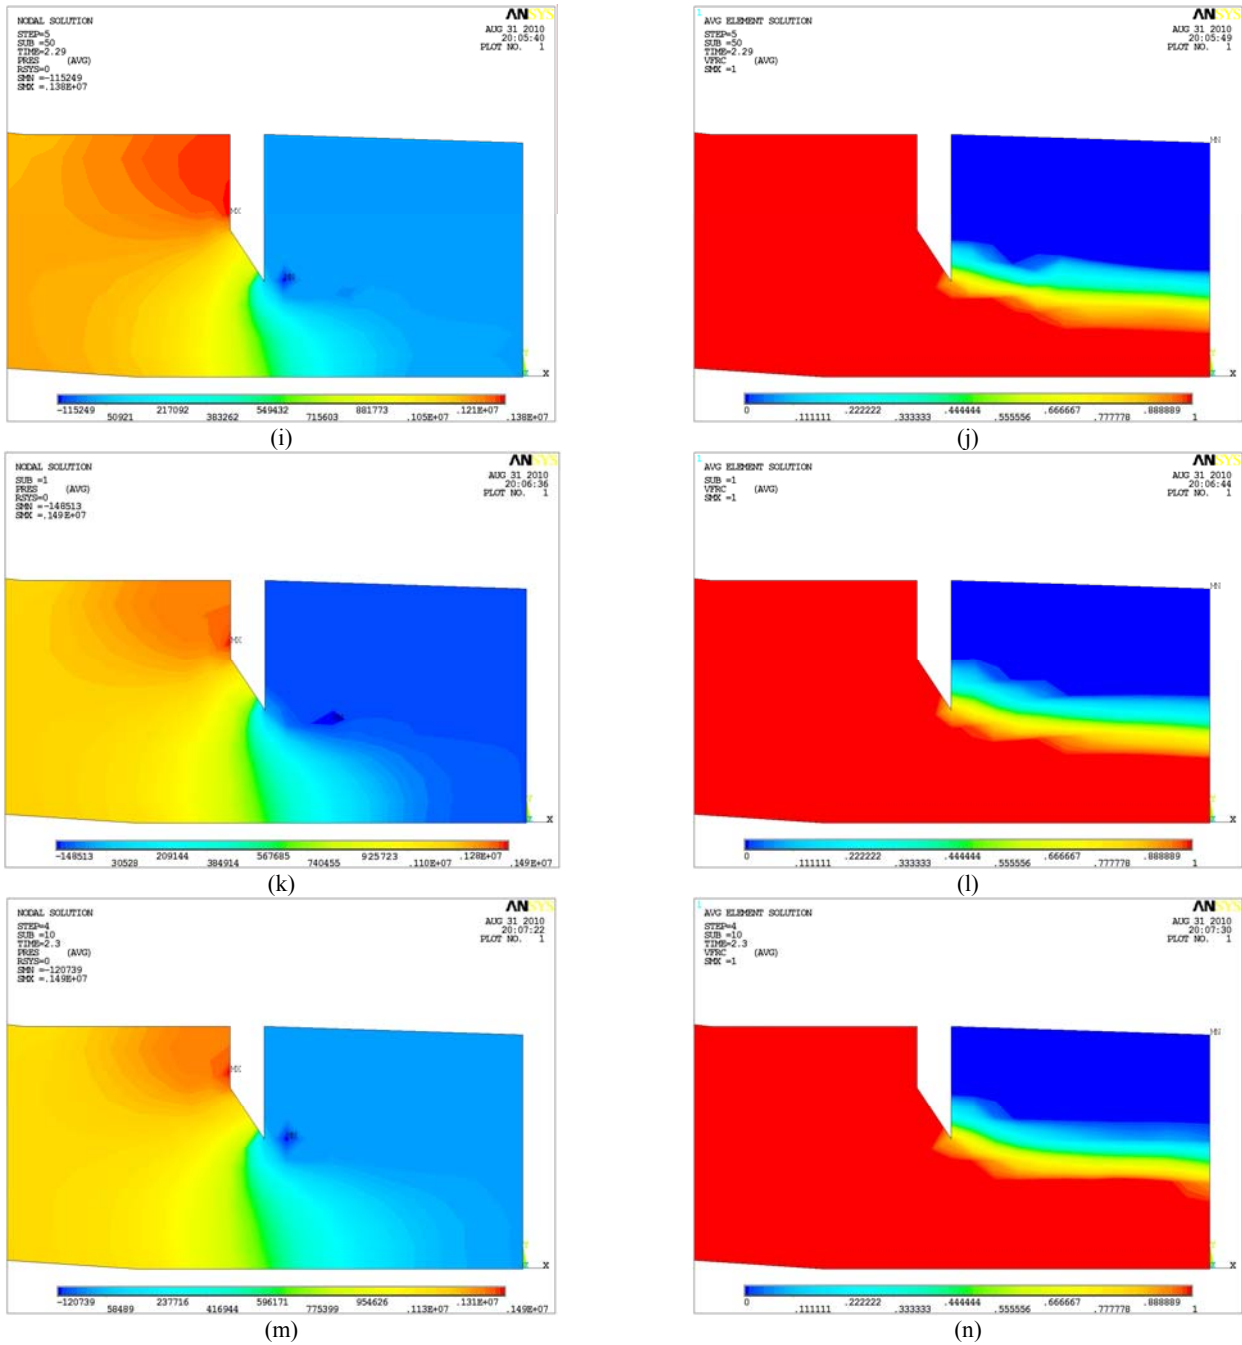 NODAL SOLUTION
STEP=5
SUB =50
TIME=2.29
PRES (AVG)
RSYS=0
SMN =-115249
SMX =.138E+07
ANSYS
AUG 31 2010
20:05:40
PLOT NO. 1
MX
Y
X
-115249 50921 217092 383262 549432 715603 881773 .105E+07 .121E+07 .138E+07
(i)
1
AVG ELEMENT SOLUTION
STEP=5
SUB =50
TIME=2.29
VFRC (AVG)
SMX =1
ANSYS
AUG 31 2010
20:05:49
PLOT NO. 1
MN
Y
X
0 .111111 .222222 .333333 .444444 .555556 .666667 .777778 .888889 1
(j)
NODAL SOLUTION
SUB =1
PRES (AVG)
RSYS=0
SMN =-148513
SMX =.149E+07
ANSYS
AUG 31 2010
20:06:36
PLOT NO. 1
MX
Y
X
-148513 30528 209144 384914 567685 740455 925723 .110E+07 .128E+07 .149E+07
(k)
1
AVG ELEMENT SOLUTION
SUB =1
VFRC (AVG)
SMX =1
ANSYS
AUG 31 2010
20:06:44
PLOT NO. 1
MN
Y
X
0 .111111 .222222 .333333 .444444 .555556 .666667 .777778 .888889 1
(l)
NODAL SOLUTION
STEP=4
SUB =10
TIME=2.3
PRES (AVG)
RSYS=0
SMN =-120739
SMX =.149E+07
ANSYS
AUG 31 2010
20:07:22
PLOT NO. 1
MX
Y
X
-120739 58489 237716 416944 596171 775399 954626 .113E+07 .131E+07 .149E+07
(m)
1
AVG ELEMENT SOLUTION
STEP=4
SUB =10
TIME=2.3
VFRC (AVG)
SMX =1
ANSYS
AUG 31 2010
20:07:30
PLOT NO. 1
MN
Y
X
0 .111111 .222222 .333333 .444444 .555556 .666667 .777778 .888889 1
(n)